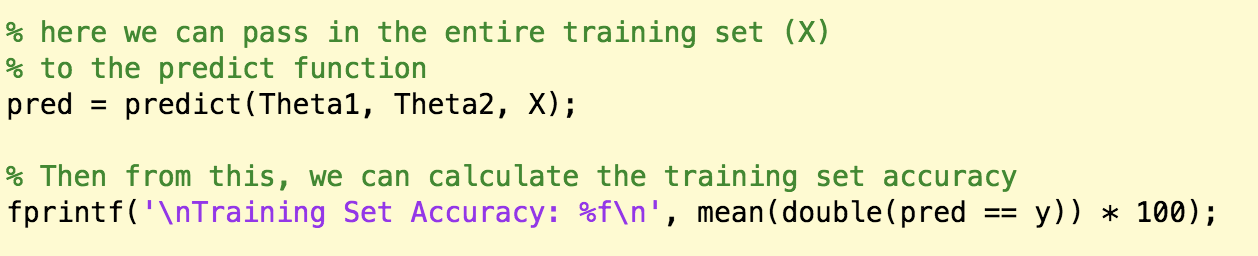 % here we can pass in the entire training set (X)
% to the predict function
pred = predict(Theta1, Theta2, X);
% Then from this, we can calculate the training set accuracy
fprintf('\nTraining Set Accuracy: %f\n', mean(double(pred == y)) * 100);